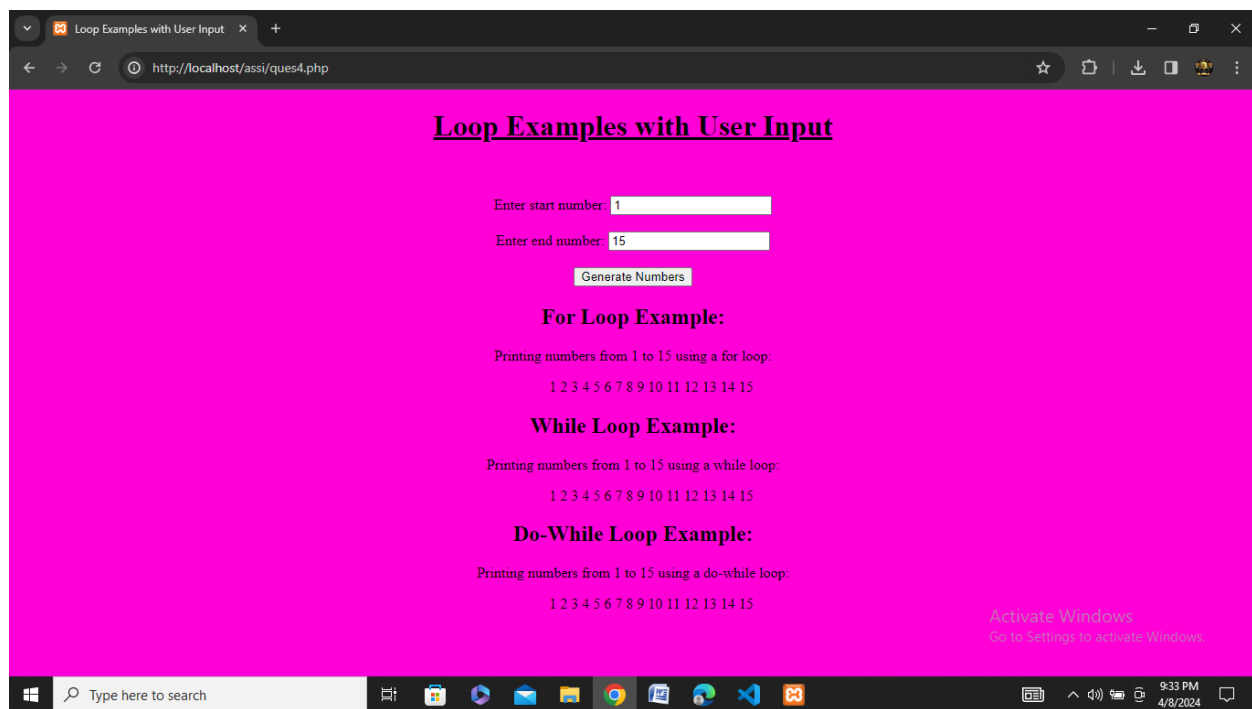 Loop Examples with User Input
http://localhost/assi/ques4.php
Loop Examples with User Input
Enter start number: 1
Enter end number: 15
Generate Numbers
For Loop Example:
Printing numbers from 1 to 15 using a for loop:
1 2 3 4 5 6 7 8 9 10 11 12 13 14 15
While Loop Example:
Printing numbers from 1 to 15 using a while loop:
1 2 3 4 5 6 7 8 9 10 11 12 13 14 15
Do-While Loop Example:
Printing numbers from 1 to 15 using a do-while loop:
1 2 3 4 5 6 7 8 9 10 11 12 13 14 15
Activate Windows
Go to Settings to activate Windows.
Type here to search
9:33 PM
4/8/2024